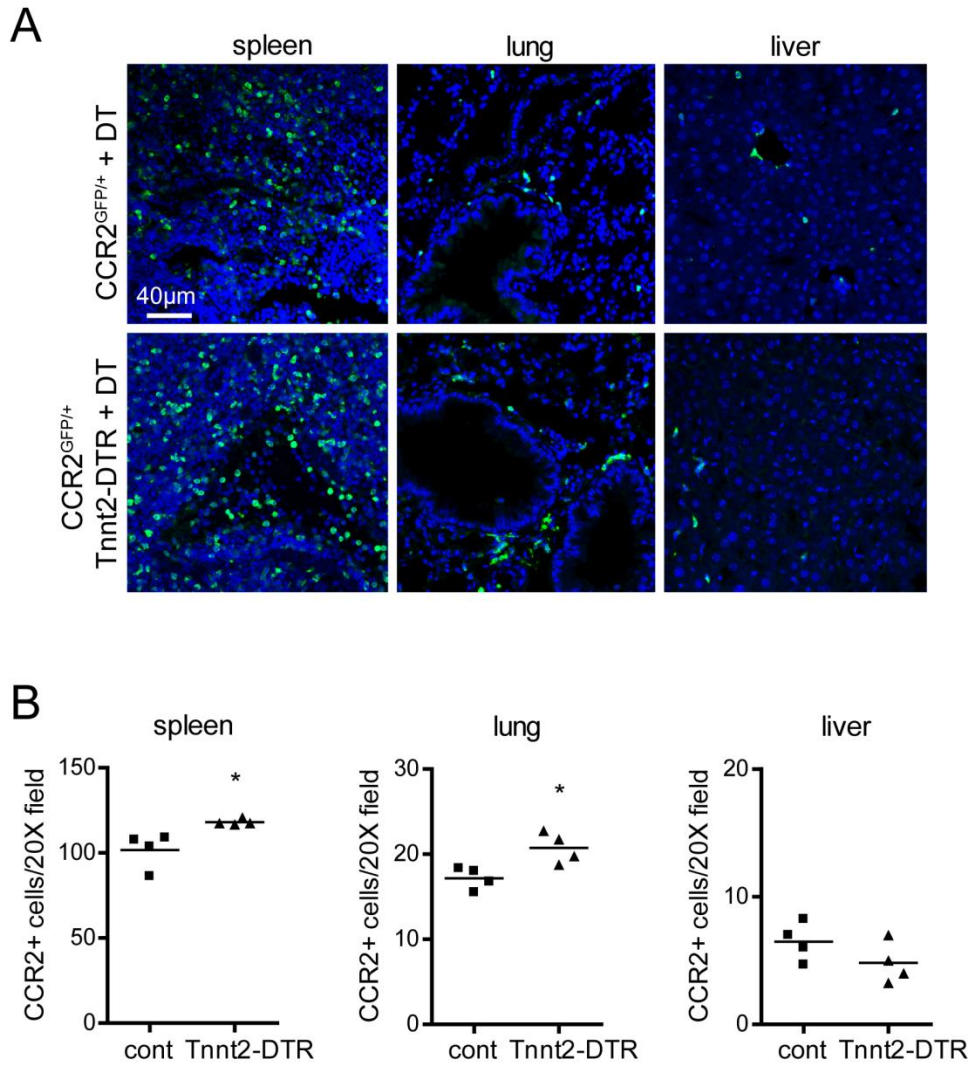 A
spleen
lung
liver
CCR2GFP/+ + DT
40µm
CCR2GFP/+
Tnnt2-DTR + DT
B
spleen
lung
liver
CCR2+ cells/20X field
150
100
50
0
*
cont
Tnnt2-DTR
CCR2+ cells/20X field
30
20
10
0
*
cont
Tnnt2-DTR
CCR2+ cells/20X field
20
10
0
cont
Tnnt2-DTR